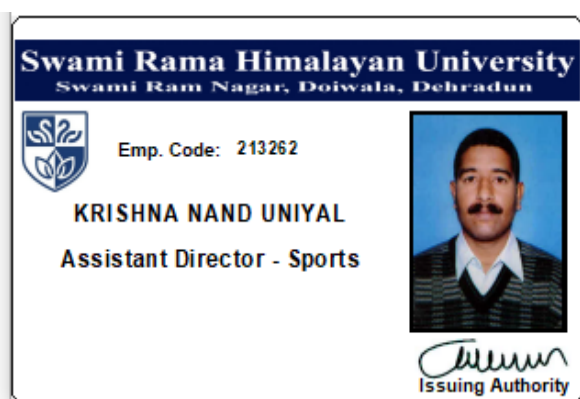 Swami Rama Himalayan University
Swami Ram Nagar, Doiwala, Dehradun
Emp. Code: 213262
KRISHNA NAND UNIYAL
Assistant Director - Sports
Issuing Authority